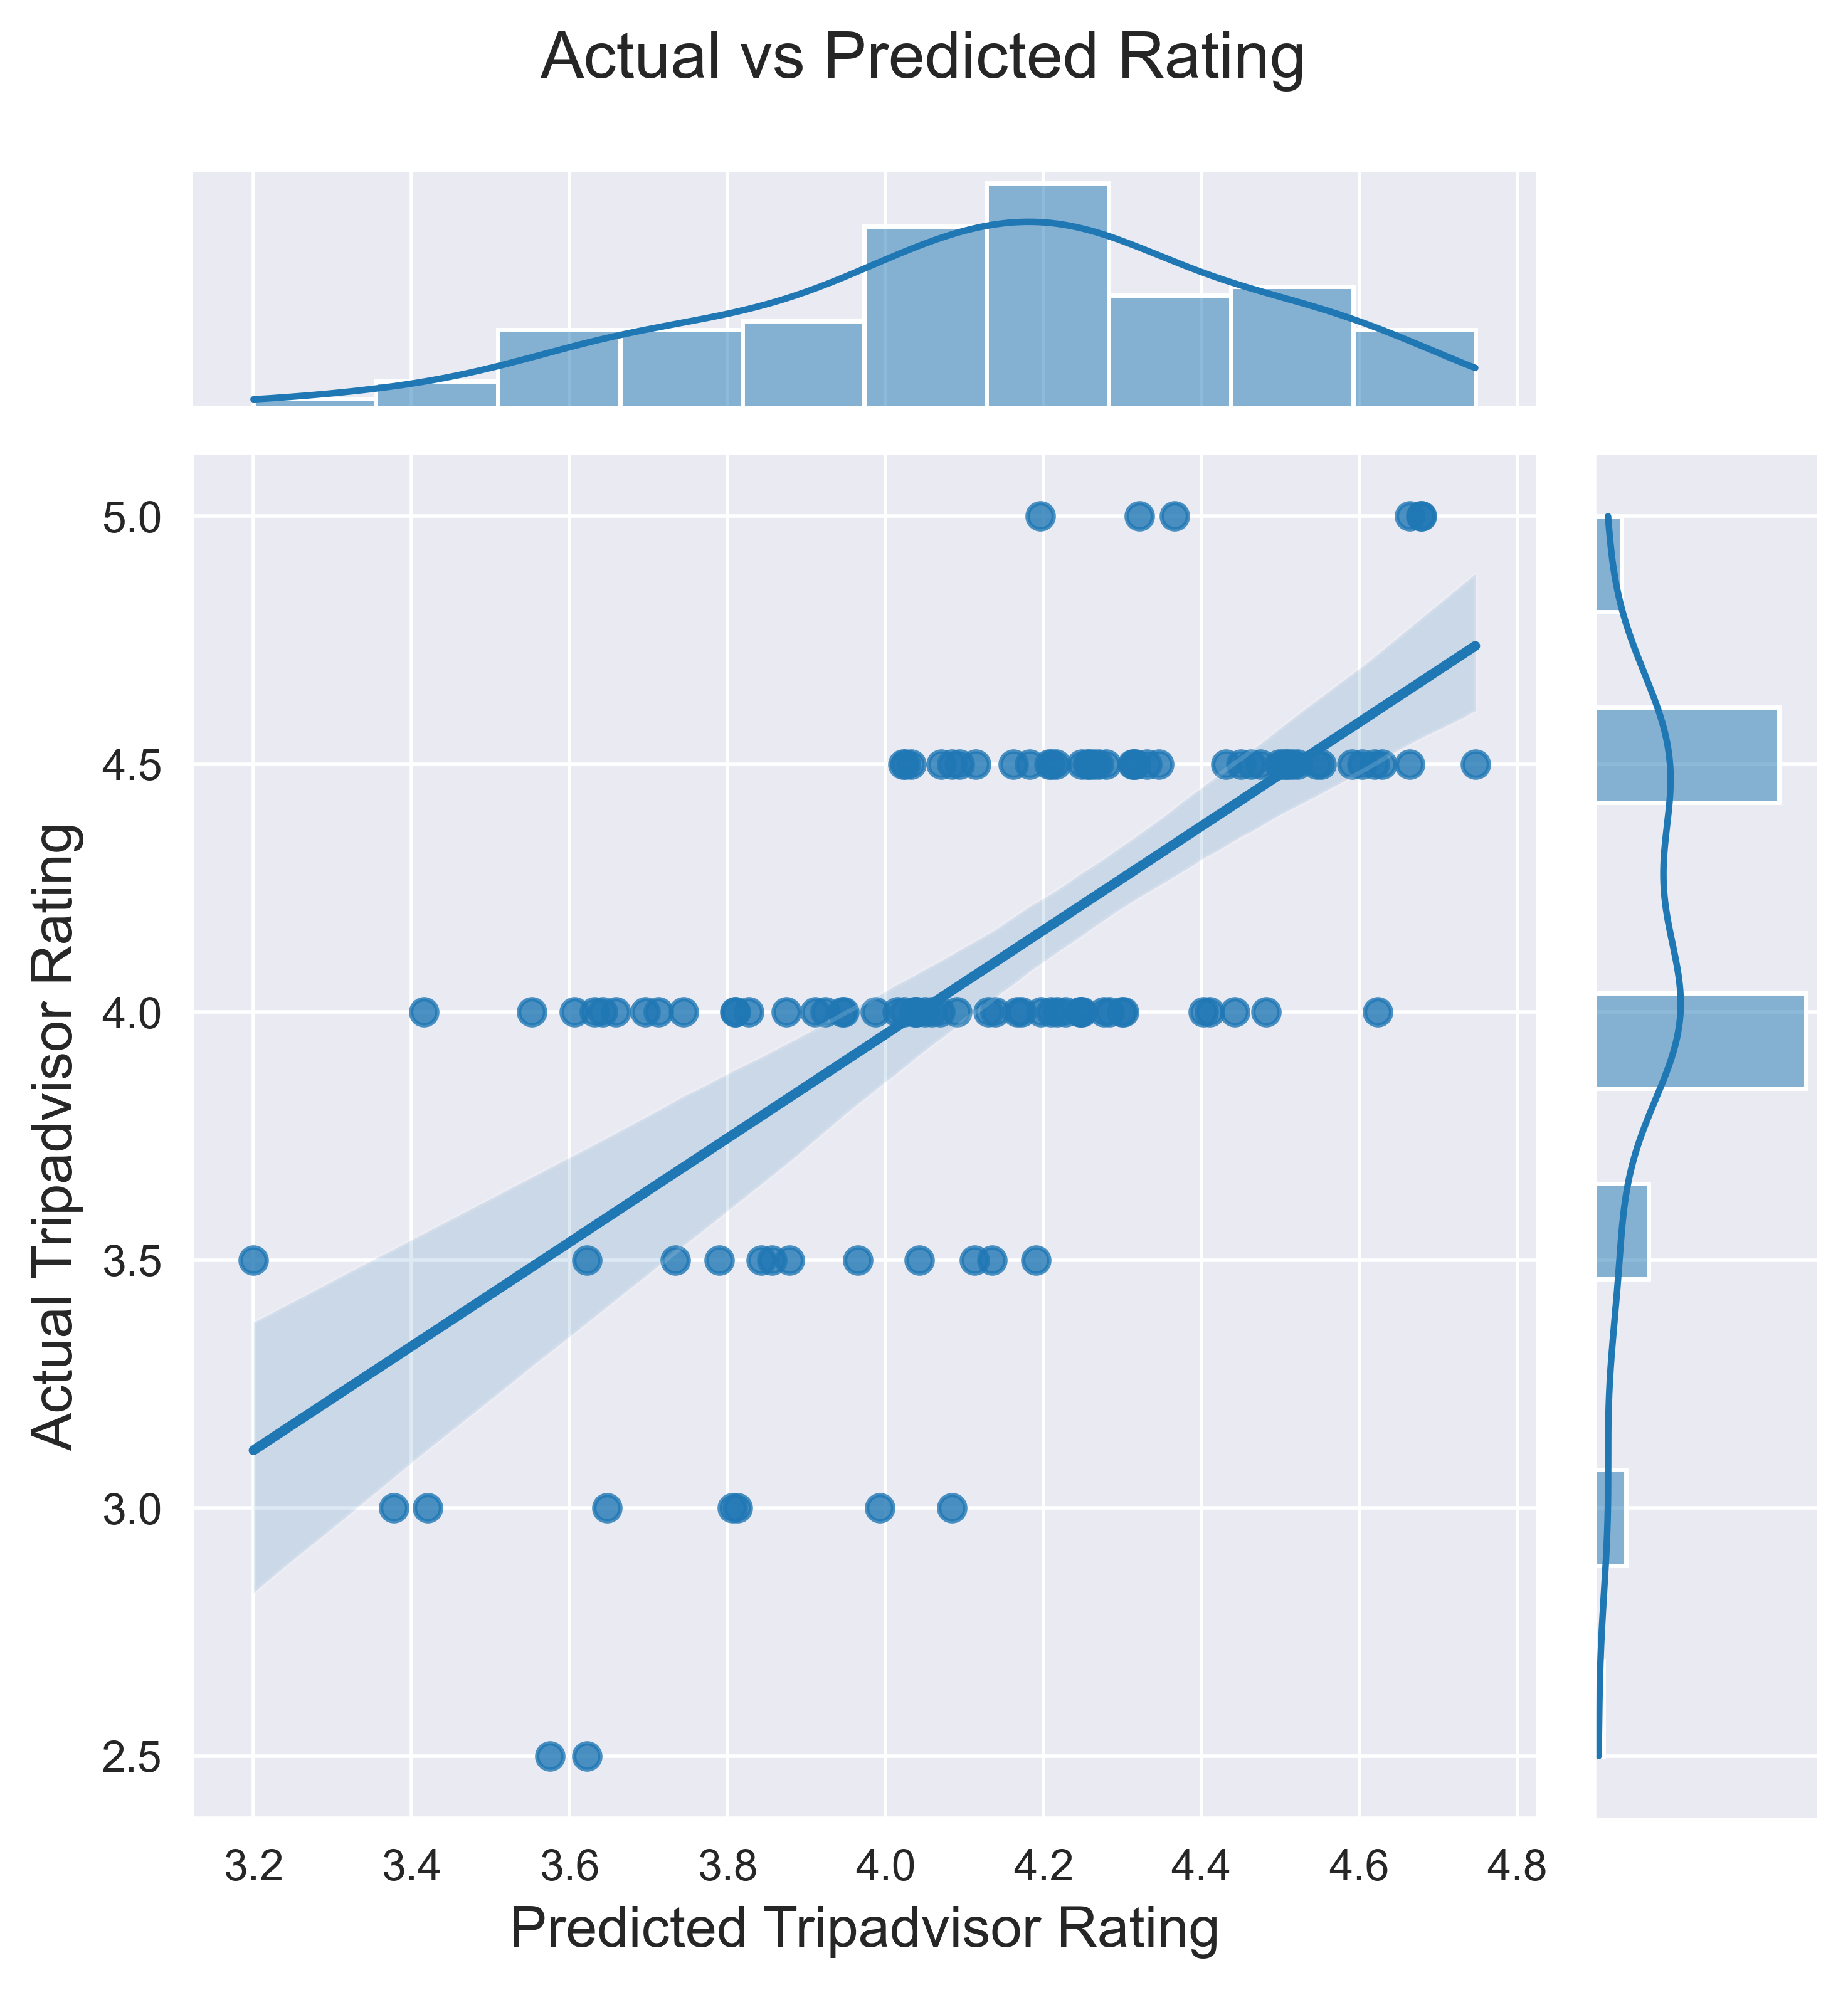 Actual vs Predicted Rating
5.0
4.5
4.0
3.5
3.0
2.5
Actual Tripadvisor Rating
3.2 3.4 3.6 3.8 4.0 4.2 4.4 4.6 4.8
Predicted Tripadvisor Rating